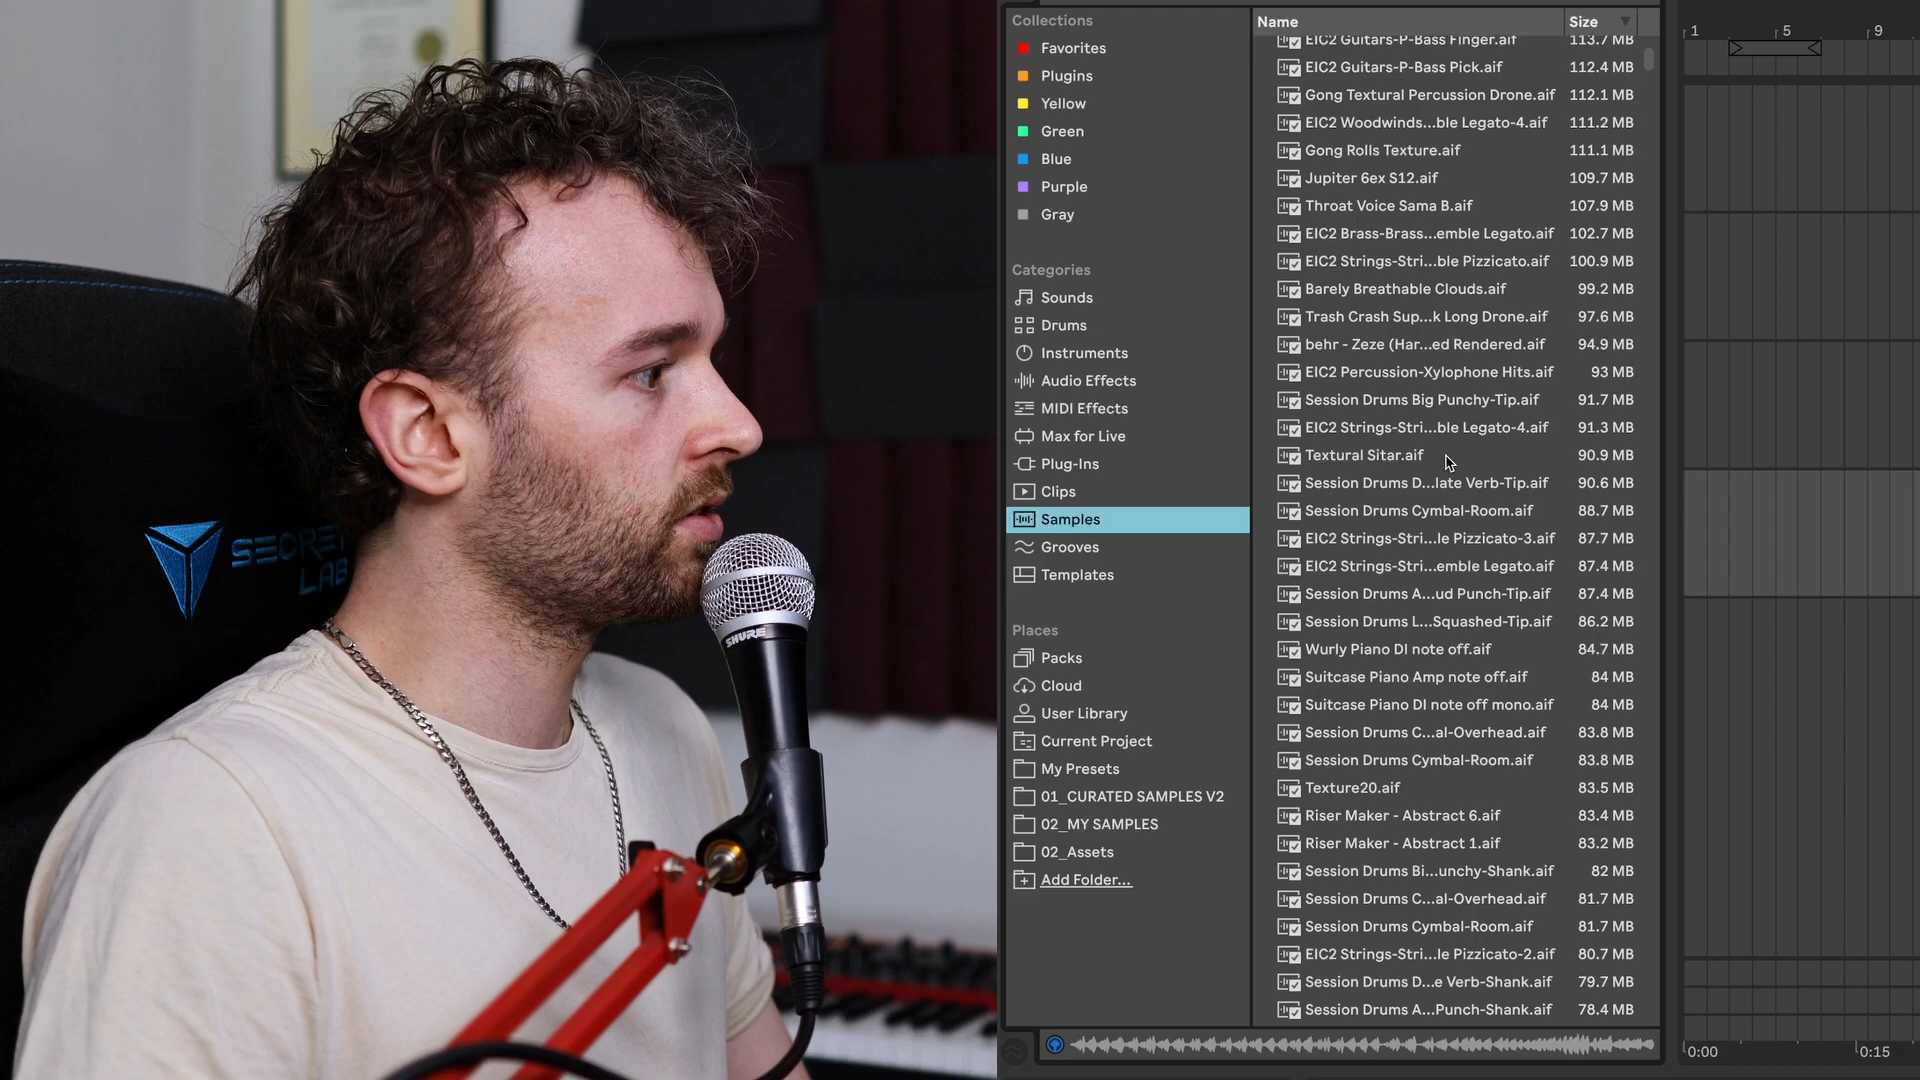 SECRET
LAB
SHURE
Collections
Favorites
Plugins
Yellow
Green
Blue
Purple
Gray
Categories
Sounds
Drums
Instruments
Audio Effects
MIDI Effects
Max for Live
Plug-Ins
Clips
Samples
Grooves
Templates
Places
Packs
Cloud
User Library
Current Project
My Presets
01_CURATED SAMPLES V2
02_MY SAMPLES
02_Assets
Add Folder...
Name Size
EIC2 Guitars-P-Bass Finger.aif 113.7 MB
EIC2 Guitars-P-Bass Pick.aif 112.4 MB
Gong Textural Percussion Drone.aif 112.1 MB
EIC2 Woodwinds...ble Legato-4.aif 111.2 MB
Gong Rolls Texture.aif 111.1 MB
Jupiter 6ex S12.aif 109.7 MB
Throat Voice Sama B.aif 107.9 MB
EIC2 Brass-Brass...emble Legato.aif 102.7 MB
EIC2 Strings-Stri...ble Pizzicato.aif 100.9 MB
Barely Breathable Clouds.aif 99.2 MB
Trash Crash Sup...k Long Drone.aif 97.6 MB
behr - Zeze (Har...ed Rendered.aif 94.9 MB
EIC2 Percussion-Xylophone Hits.aif 93 MB
Session Drums Big Punchy-Tip.aif 91.7 MB
EIC2 Strings-Stri...ble Legato-4.aif 91.3 MB
Textural Sitar.aif 90.9 MB
Session Drums D...late Verb-Tip.aif 90.6 MB
Session Drums Cymbal-Room.aif 88.7 MB
EIC2 Strings-Stri...le Pizzicato-3.aif 87.7 MB
EIC2 Strings-Stri...emble Legato.aif 87.4 MB
Session Drums A...ud Punch-Tip.aif 87.4 MB
Session Drums L...Squashed-Tip.aif 86.2 MB
Wurly Piano DI note off.aif 84.7 MB
Suitcase Piano Amp note off.aif 84 MB
Suitcase Piano DI note off mono.aif 84 MB
Session Drums C...al-Overhead.aif 83.8 MB
Session Drums Cymbal-Room.aif 83.8 MB
Texture20.aif 83.5 MB
Riser Maker - Abstract 6.aif 83.4 MB
Riser Maker - Abstract 1.aif 83.2 MB
Session Drums Bi...unchy-Shank.aif 82 MB
Session Drums C...al-Overhead.aif 81.7 MB
Session Drums Cymbal-Room.aif 81.7 MB
EIC2 Strings-Stri...le Pizzicato-2.aif 80.7 MB
Session Drums D...e Verb-Shank.aif 79.7 MB
Session Drums A...Punch-Shank.aif 78.4 MB
1 5 9
0:00 0:15